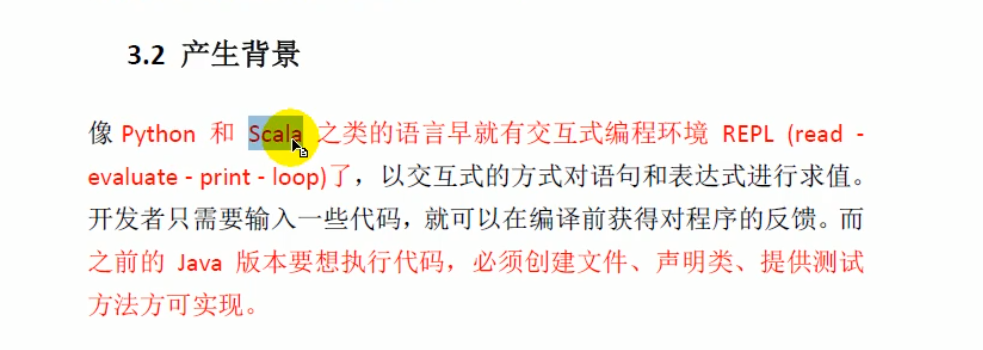 3.2 产生背景
像 Python 和 Scala 之类的语言早就有交互式编程环境 REPL (read -
evaluate - print - loop)了，以交互式的方式对语句和表达式进行求值。
开发者只需要输入一些代码，就可以在编译前获得对程序的反馈。而
之前的 Java 版本要想执行代码，必须创建文件、声明类、提供测试
方法方可实现。